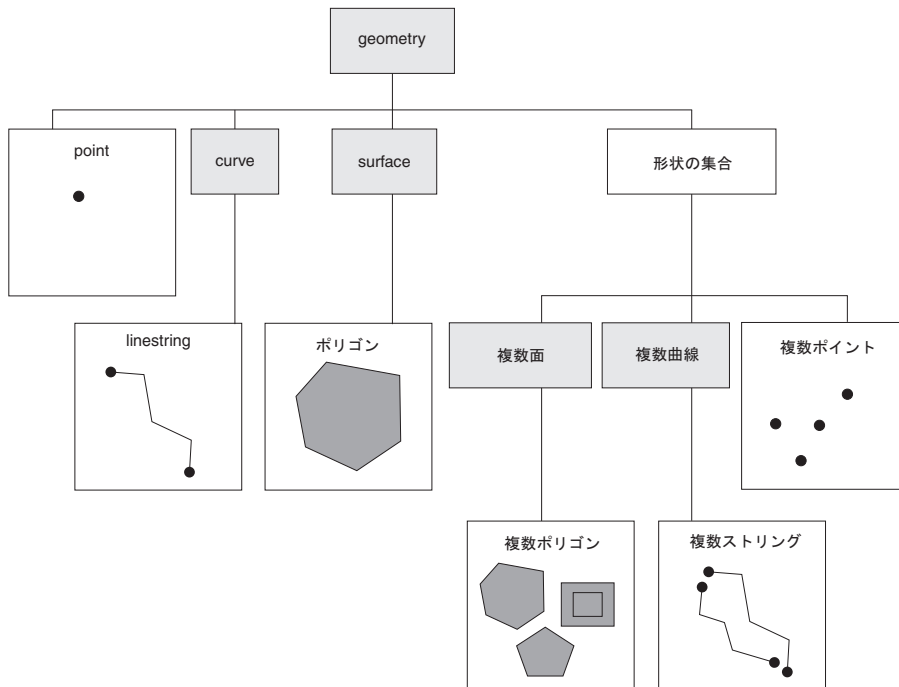 geometry
point
curve
surface
形状の集合
linestring
ポリゴン
複数面
複数曲線
複数ポイント
複数ポリゴン
複数ストリング